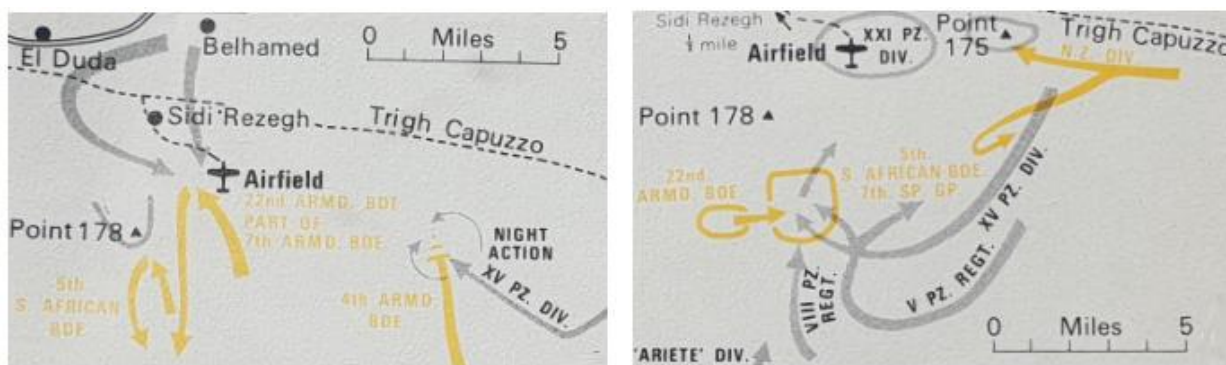 Belhamed
0 Miles 5
El Duda
Sidi Rezegh
Trigh Capuzzo
Airfield
22nd ARMD. BDE
PART OF
7th ARMD. BDE.
Point 178
NIGHT
ACTION
XV PZ. DIV.
5th
S. AFRICAN
BDE
4th ARMD
BDE
Sidi Rezegh
½ mile
Airfield
XXI PZ.
DIV.
Point
175
Trigh Capuzzo
N.Z. DIV
Point 178
5th
S. AFRICAN BDE.
7th SP. GP.
22nd
ARMD. BDE
XV PZ. DIV.
V PZ. REGT.
VIII PZ.
REGT.
0 Miles 5
'ARIETE' DIV.